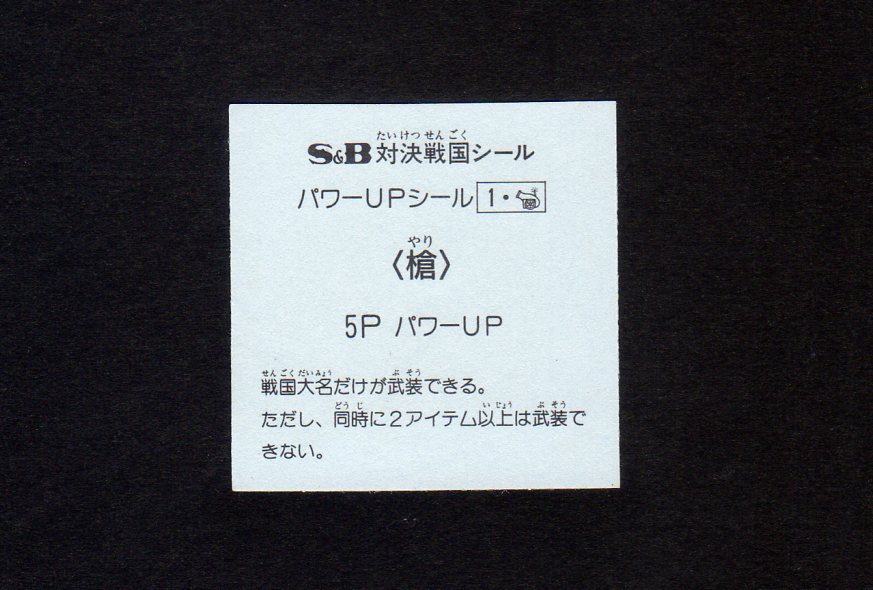 たいけつせんごく
S&B対決戦国シール
パワーUPシール 1・
やり
〈槍〉
5P パワーUP
せんごくだいみょう ぶそう
戦国大名だけが武装できる。
どうじ いじょう ぶそう
ただし、同時に2アイテム以上は武装で
きない。